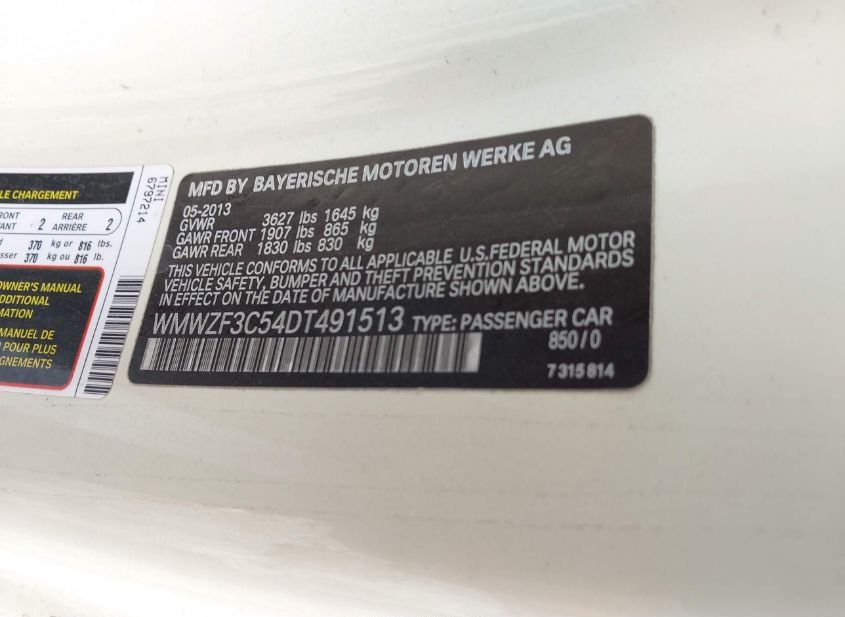 LE CHARGEMENT
RONT
ANT 2 REAR
ARRIÈRE 2
370 kg or 816 lbs.
sser 370 kg ou 816 lb.
OWNER'S MANUAL
ADDITIONAL
MATION
MANUEL DE
POUR PLUS
GNEMENTS
MINI
6797214
MFD BY BAYERISCHE MOTOREN WERKE AG
05-2013
GVWR 3627 lbs 1645 kg
GAWR FRONT 1907 lbs 865 kg
GAWR REAR 1830 lbs 830 kg
THIS VEHICLE CONFORMS TO ALL APPLICABLE U.S.FEDERAL MOTOR
VEHICLE SAFETY, BUMPER AND THEFT PREVENTION STANDARDS
IN EFFECT ON THE DATE OF MANUFACTURE SHOWN ABOVE.
WMWZF3C54DT491513 TYPE: PASSENGER CAR
850/0
7315814